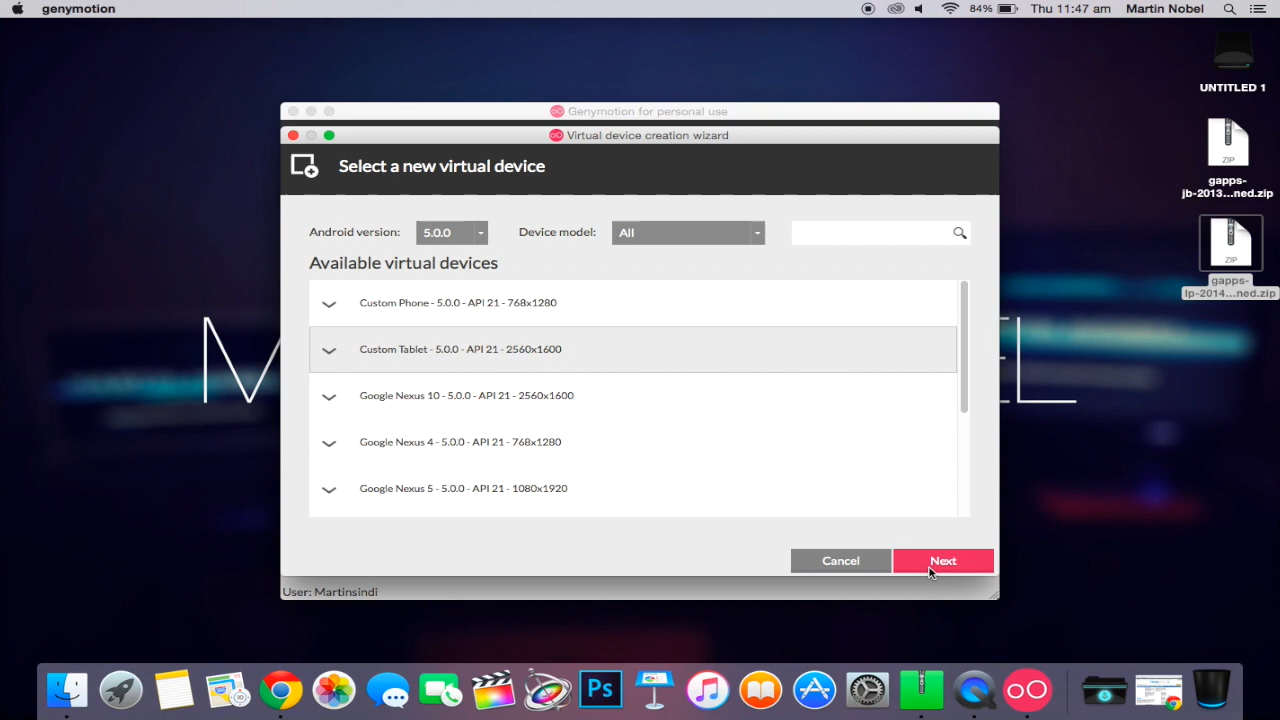 genymotion
84%
Thu 11:47 am
Martin Nobel
UNTITLED 1
ZIP
gapps-
jb-2013...ned.zip
ZIP
gapps-
lp-2014...ned.zip
Genymotion for personal use
Virtual device creation wizard
Select a new virtual device
Android version:
5.0.0
Device model:
All
Available virtual devices
Custom Phone - 5.0.0 - API 21 - 768x1280
Custom Tablet - 5.0.0 - API 21 - 2560x1600
Google Nexus 10 - 5.0.0 - API 21 - 2560x1600
Google Nexus 4 - 5.0.0 - API 21 - 768x1280
Google Nexus 5 - 5.0.0 - API 21 - 1080x1920
Cancel
Next
User: Martinsindi
Ps